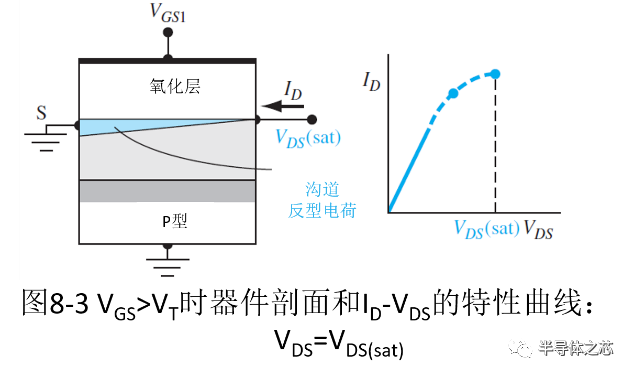 V_GS1
氧化层
I_D
S
V_DS(sat)
沟道
反型电荷
P型
I_D
V_DS(sat) V_DS
图8-3 V_GS>V_T时器件剖面和I_D-V_DS的特性曲线：
V_DS=V_DS(sat)
半导体之芯